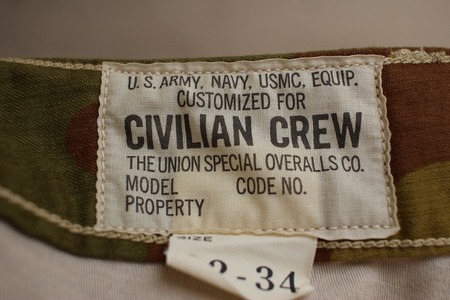 U.S. ARMY, NAVY, USMC, EQUIP.
CUSTOMIZED FOR
CIVILIAN CREW
THE UNION SPECIAL OVERALLS CO.
MODEL CODE NO.
PROPERTY
SIZE
2-34